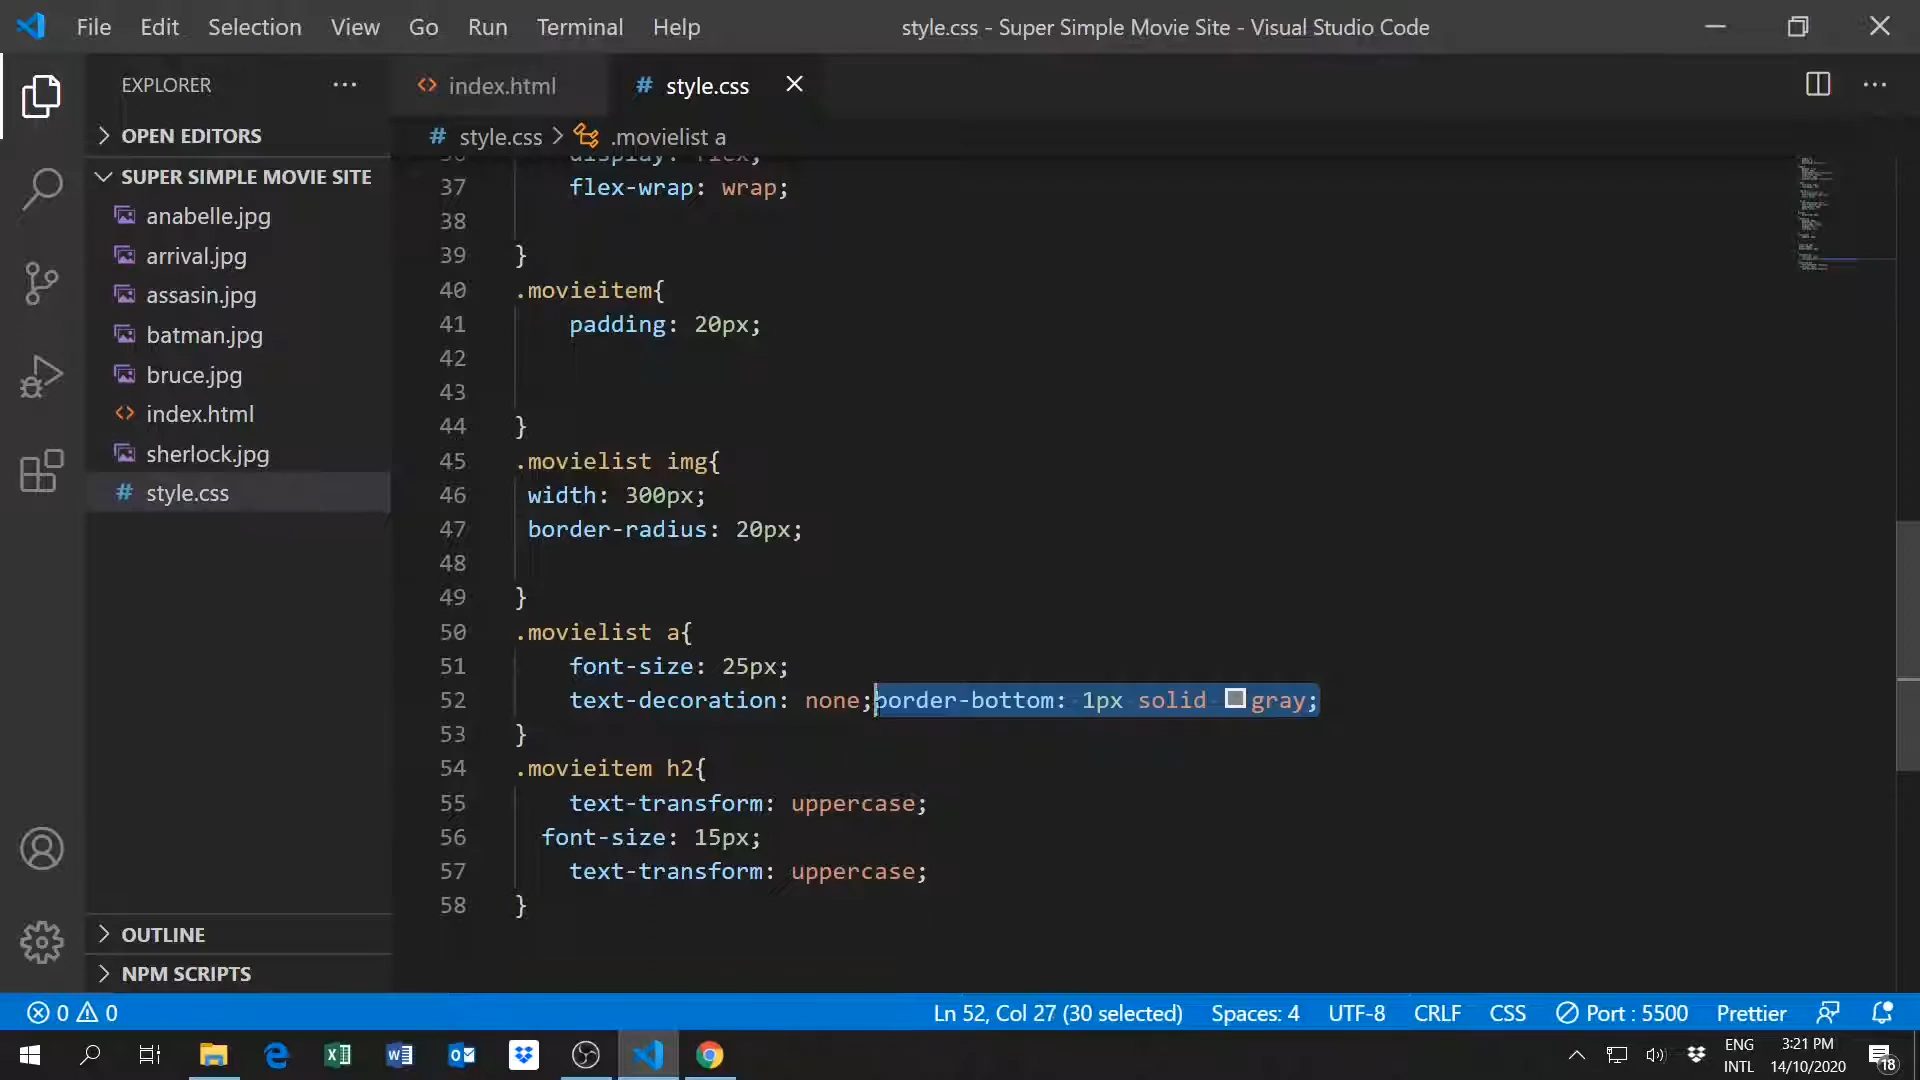 File Edit Selection View Go Run Terminal Help
style.css - Super Simple Movie Site - Visual Studio Code
EXPLORER
index.html
# style.css
OPEN EDITORS
# style.css > .movielist a
SUPER SIMPLE MOVIE SITE
anabelle.jpg
arrival.jpg
assasin.jpg
batman.jpg
bruce.jpg
index.html
sherlock.jpg
# style.css
OUTLINE
NPM SCRIPTS
36 display: flex;
37 flex-wrap: wrap;
38
39 }
40 .movieitem{
41 padding: 20px;
42
43
44 }
45 .movielist img{
46 width: 300px;
47 border-radius: 20px;
48
49 }
50 .movielist a{
51 font-size: 25px;
52 text-decoration: none;border-bottom: 1px solid gray;
53 }
54 .movieitem h2{
55 text-transform: uppercase;
56 font-size: 15px;
57 text-transform: uppercase;
58 }
0 0 Ln 52, Col 27 (30 selected) Spaces: 4 UTF-8 CRLF CSS Port : 5500 Prettier
ENG
INTL
3:21 PM
14/10/2020
18